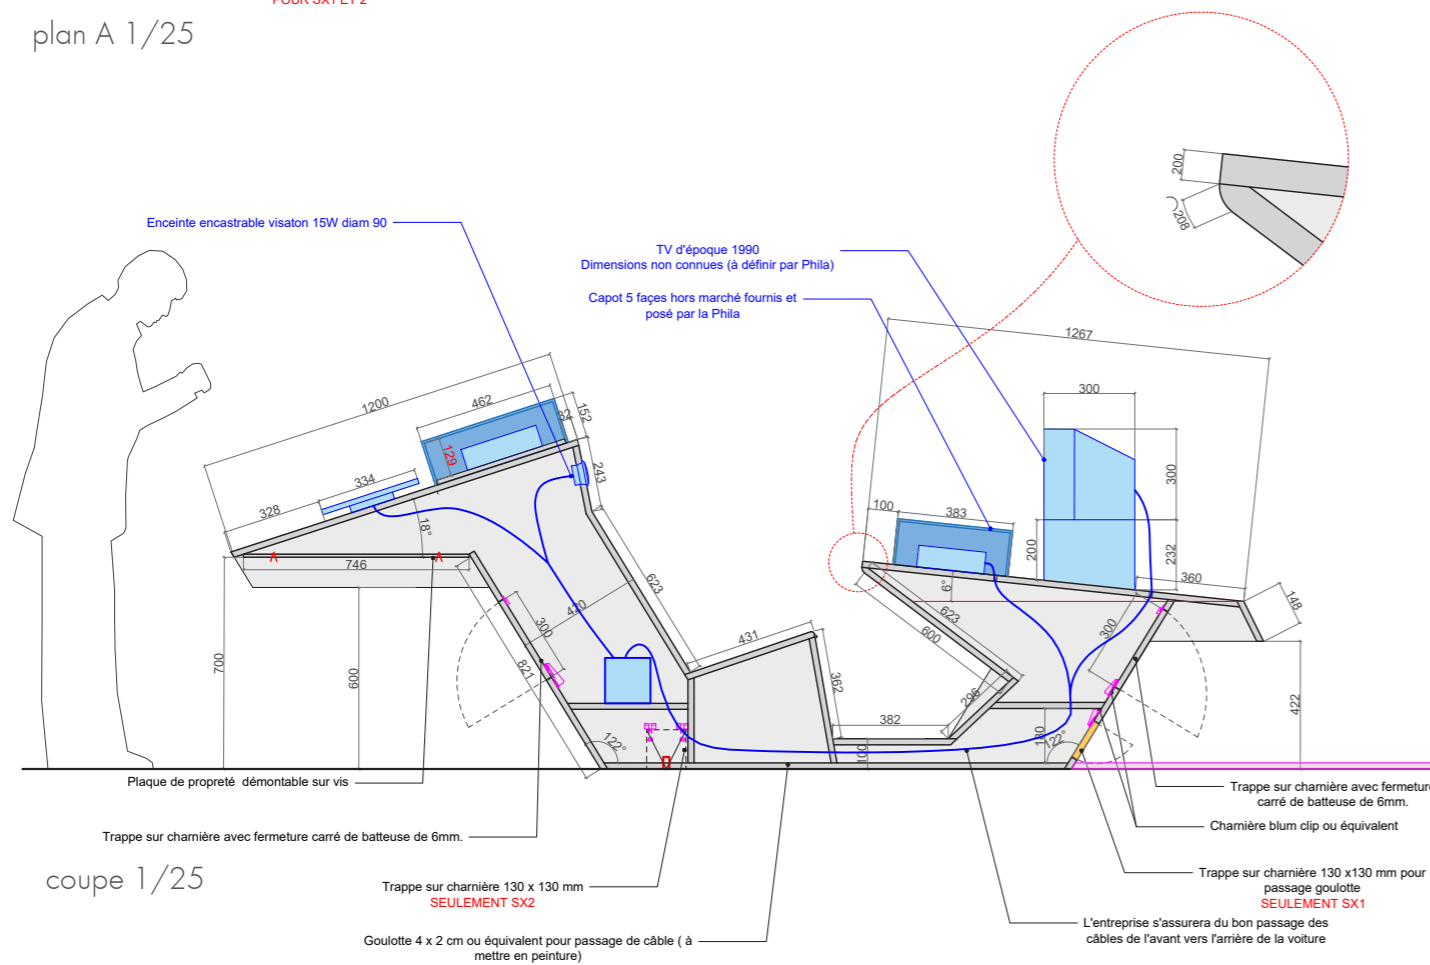 POUR SX1 ET 2
plan A 1/25
200
208
Enceinte encastrable visaton 15W diam 90
TV d'époque 1990
Dimensions non connues (à définir par Phila)
Capot 5 façes hors marché fournis et
posé par la Phila
1267
300
1200
462
152
129
243
334
328
18°
746
300
100
383
200
232
360
6°
148
623
420
300
821
623
600
300
431
362
296
382
700
600
422
122°
100
180
122°
Plaque de propreté démontable sur vis
Trappe sur charnière avec fermeture
carré de batteuse de 6mm.
Trappe sur charnière avec fermeture carré de batteuse de 6mm.
Charnière blum clip ou équivalent
coupe 1/25
Trappe sur charnière 130 x 130 mm
SEULEMENT SX2
Trappe sur charnière 130 x130 mm pour
passage goulotte
SEULEMENT SX1
L'entreprise s'assurera du bon passage des
câbles de l'avant vers l'arrière de la voiture
Goulotte 4 x 2 cm ou équivalent pour passage de câble ( à
mettre en peinture)